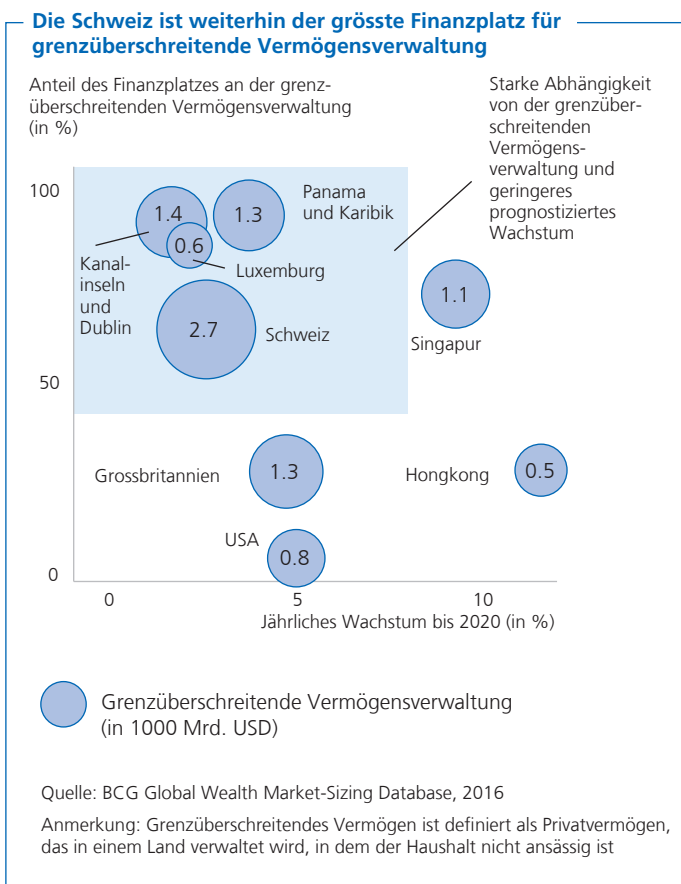 Die Schweiz ist weiterhin der grösste Finanzplatz für
grenzüberschreitende Vermögensverwaltung
Anteil des Finanzplatzes an der grenz-
überschreitenden Vermögensverwaltung
(in %)
Starke Abhängigkeit
von der grenzüber-
schreitenden
Vermögens-
verwaltung und
geringeres
prognostiziertes
Wachstum
100
50
0
1.4
Kanal-
inseln
und
Dublin
0.6
Luxemburg
1.3
Panama
und Karibik
2.7
Schweiz
1.1
Singapur
Grossbritannien
1.3
Hongkong
0.5
USA
0.8
0
5
10
Jährliches Wachstum bis 2020 (in %)
Grenzüberschreitende Vermögensverwaltung
(in 1000 Mrd. USD)
Quelle: BCG Global Wealth Market-Sizing Database, 2016
Anmerkung: Grenzüberschreitendes Vermögen ist definiert als Privatvermögen,
das in einem Land verwaltet wird, in dem der Haushalt nicht ansässig ist